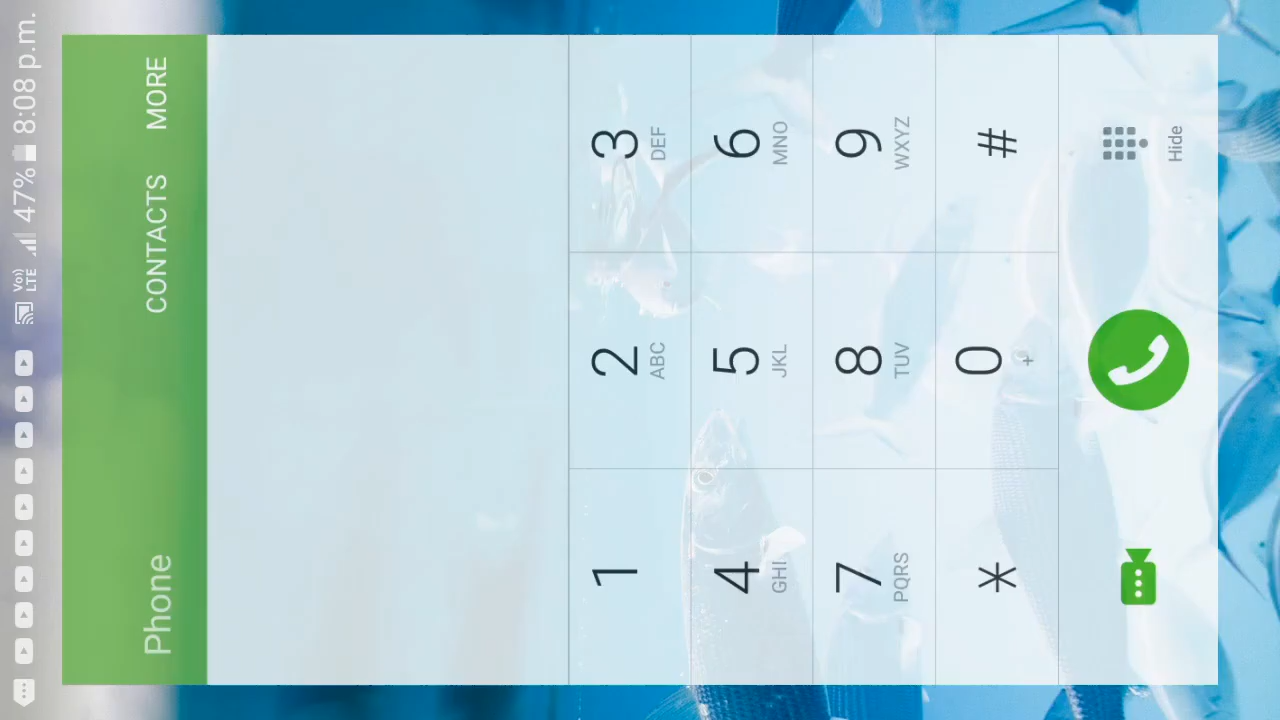 VoLTE 47% 8:08 p.m.
Phone CONTACTS MORE
1 2 ABC 3 DEF
4 GHI 5 JKL 6 MNO
7 PQRS 8 TUV 9 WXYZ
* 0 + #
Hide